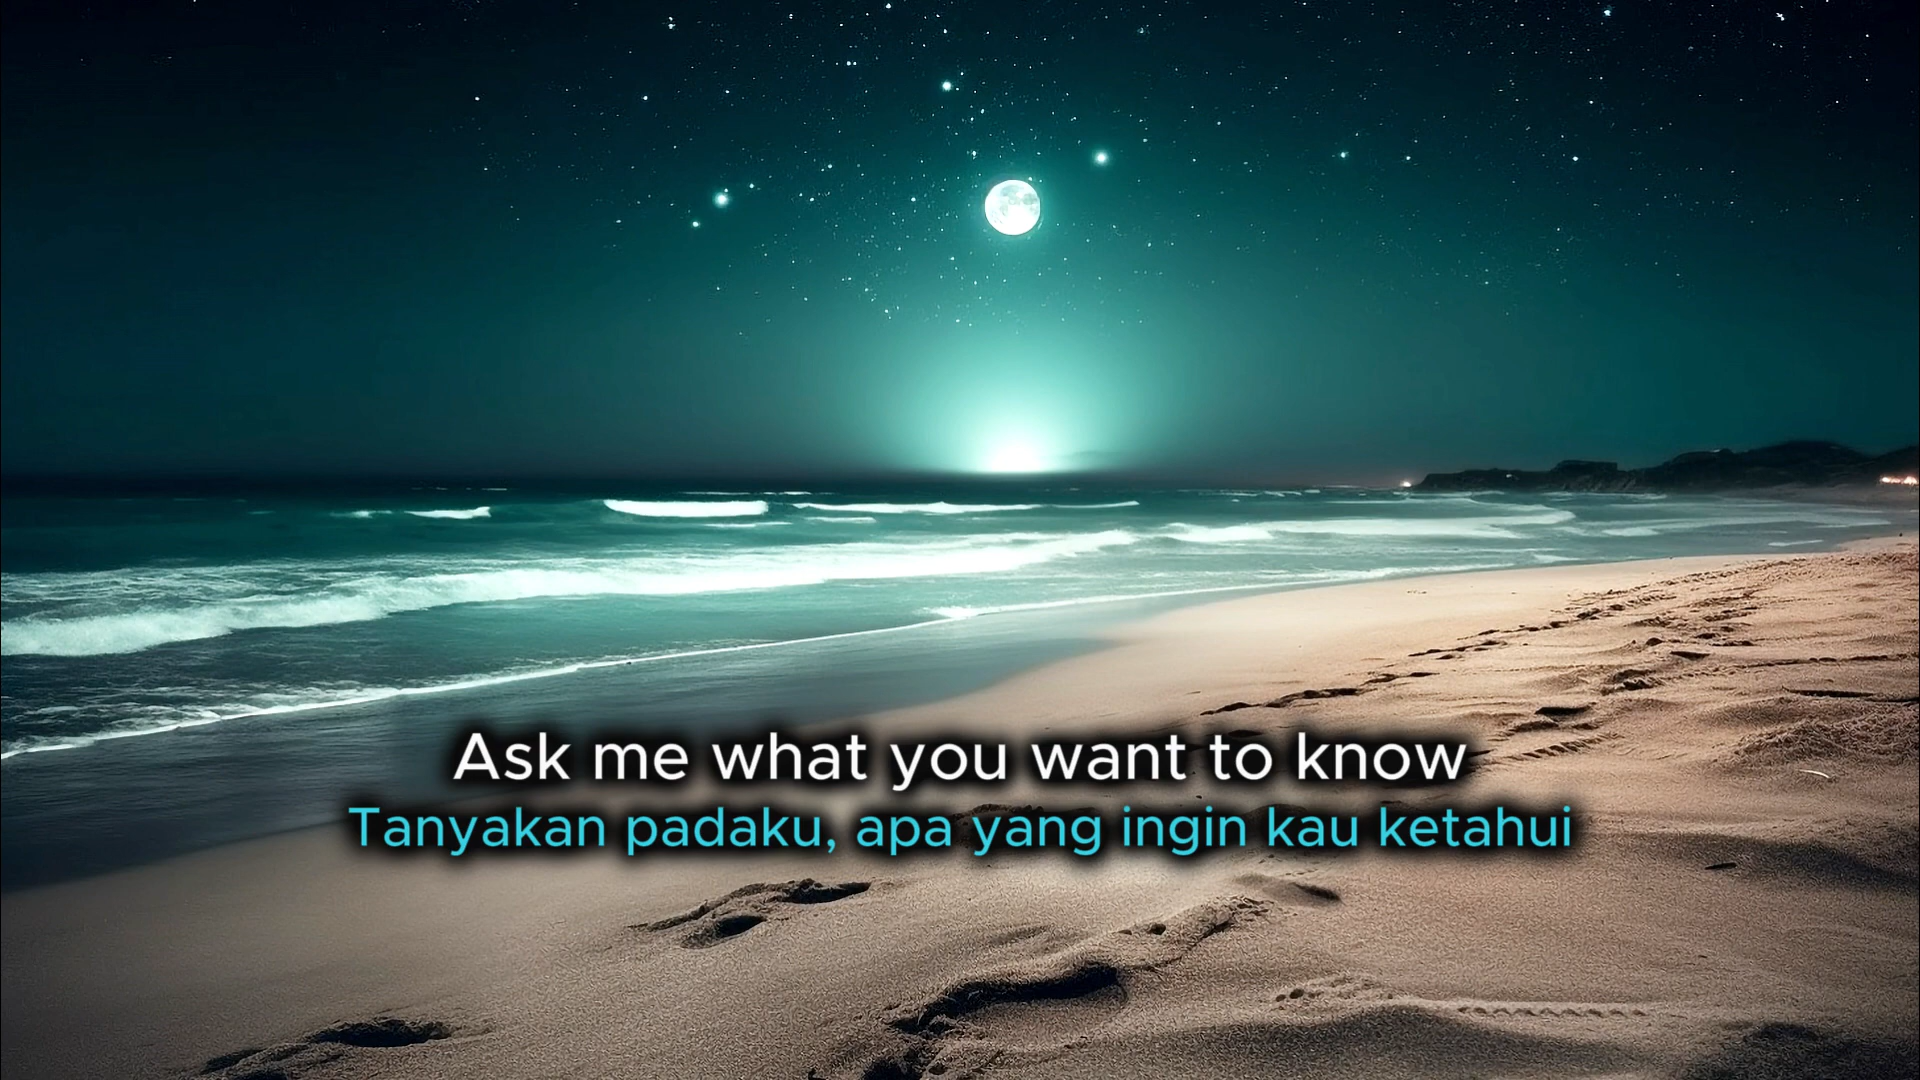 Ask me what you want to know
Tanyakan padaku, apa yang ingin kau ketahui